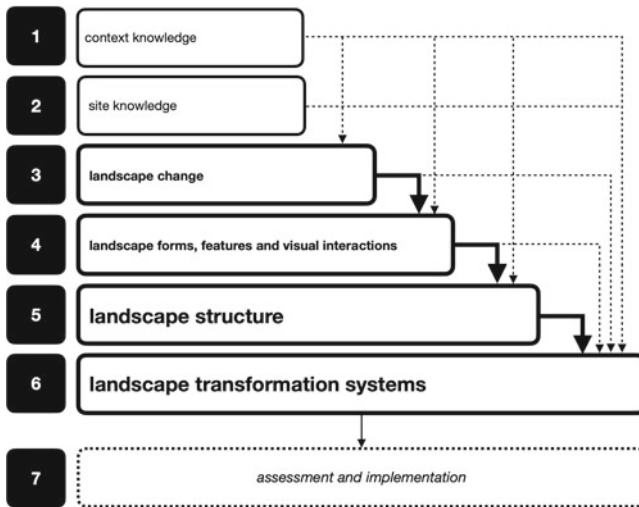 1
context knowledge
2
site knowledge
3
landscape change
4
landscape forms, features and visual interactions
5
landscape structure
6
landscape transformation systems
7
assessment and implementation